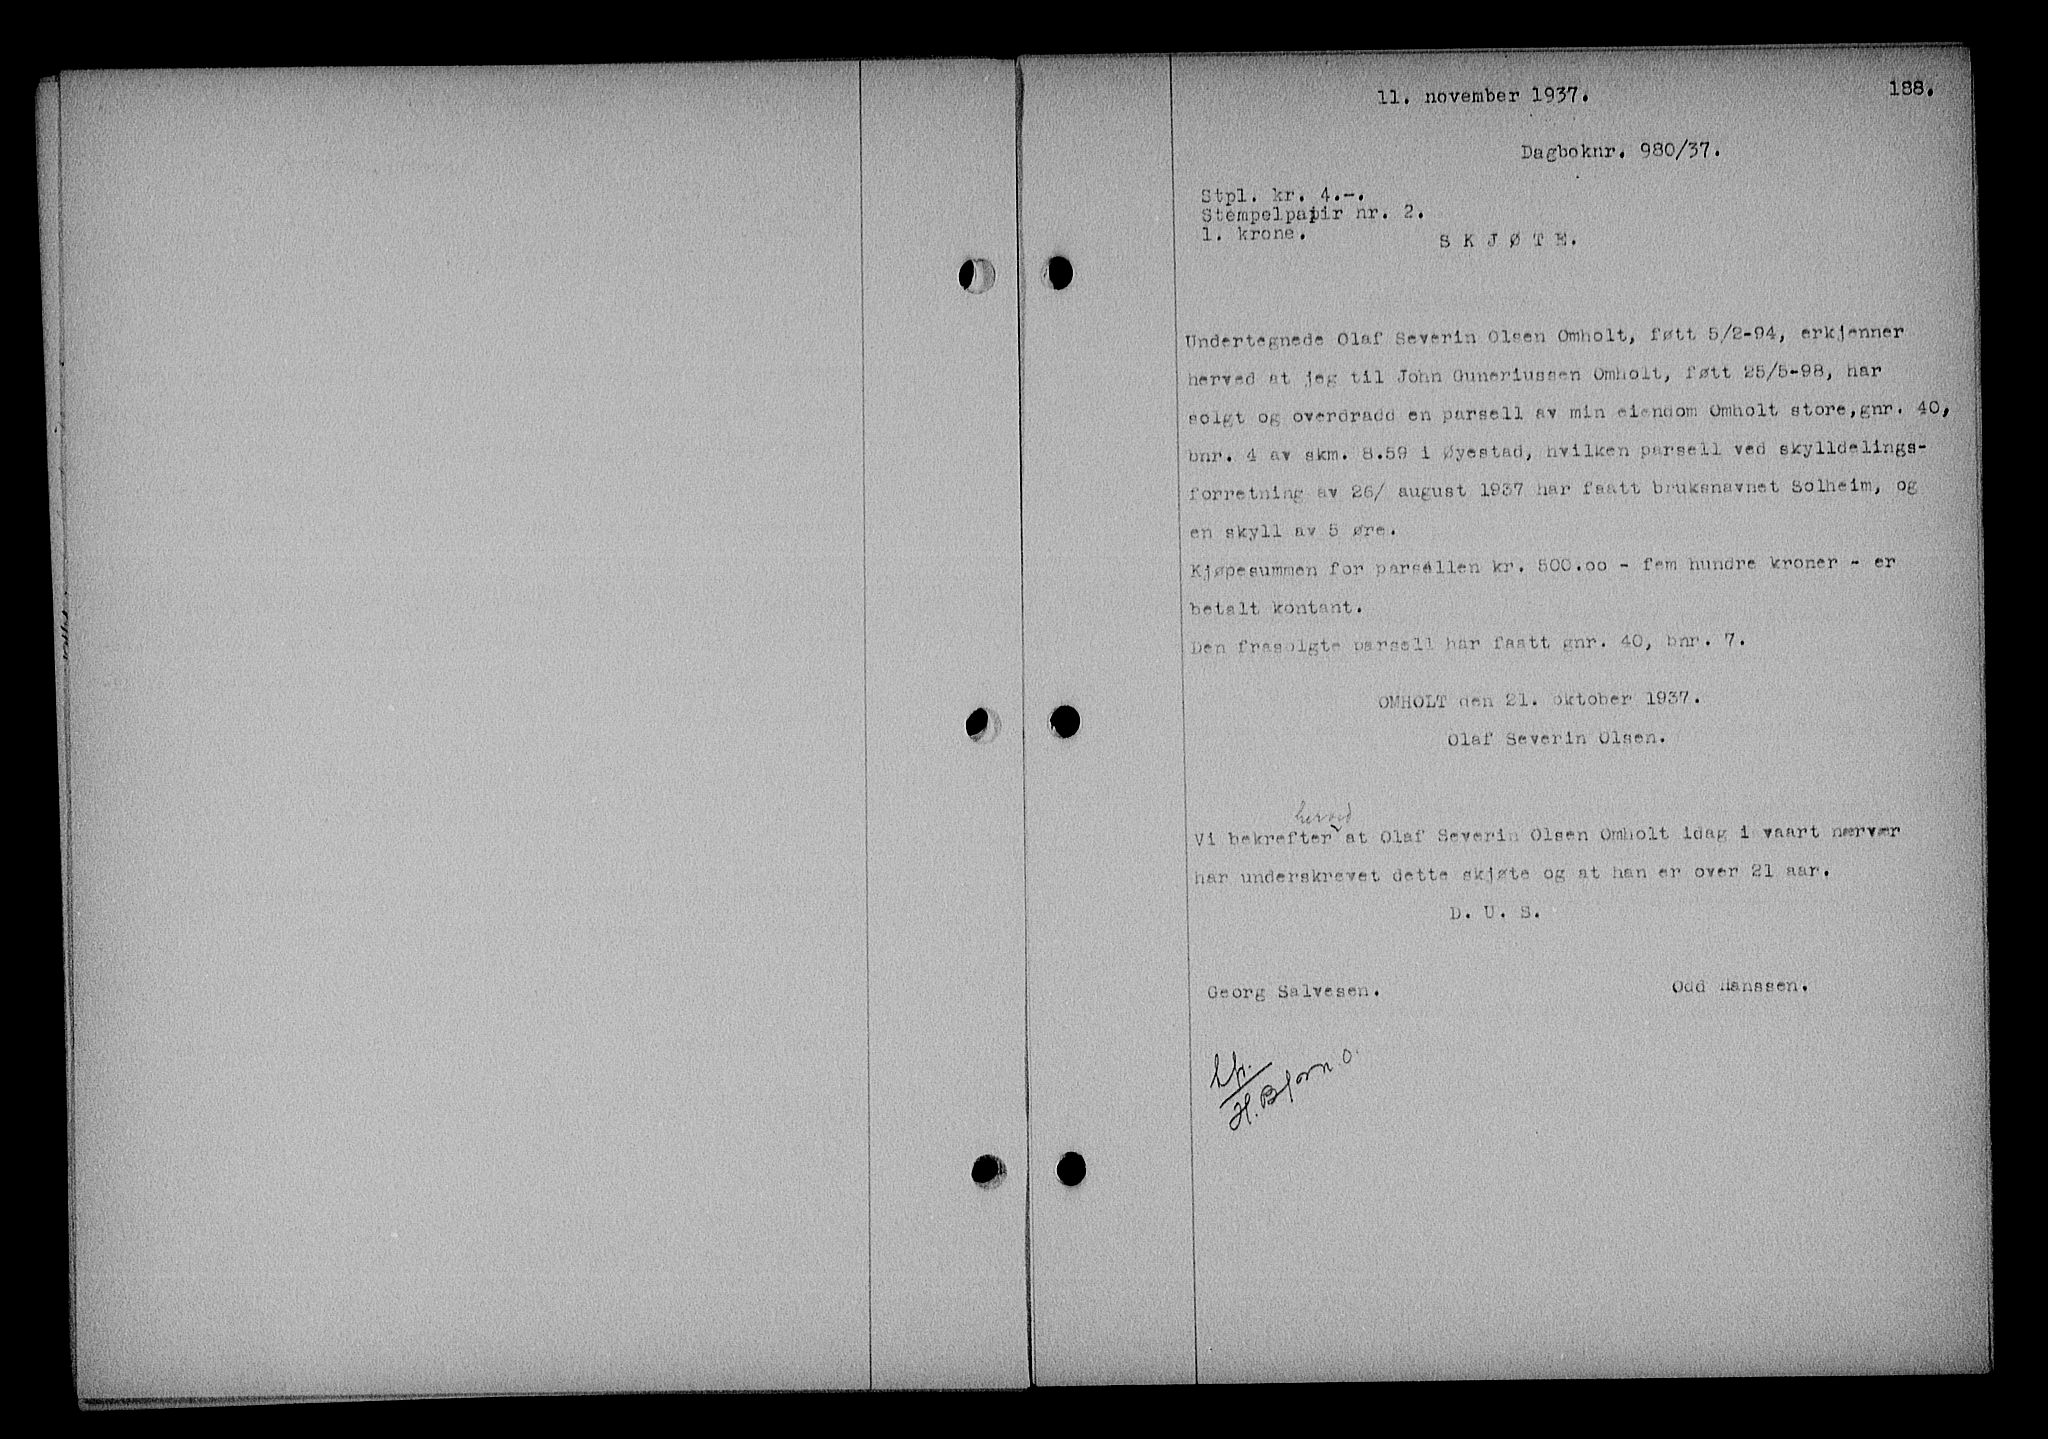 11. november 1937.
188.
Dagboknr. 980/37.
Stpl. kr. 4.-.
Stempelpapir nr. 2.
1. krone.
S K J Ø T E.
Undertegnede Olaf Severin Olsen Omholt, føtt 5/2-94, erkjenner
herved at jeg til John Guneriussen Omholt, føtt 25/5-98, har
solgt og overdradd en parsell av min eiendom Omholt store,gnr. 40,
bnr. 4 av skm. 8.59 i Øyestad, hvilken parsell ved skylldelings-
forretning av 26/ august 1937 har faatt bruksnavnet Solheim, og
en skyll av 5 øre.
Kjøpesummen for parsellen kr. 500.oo - fem hundre kroner - er
betalt kontant.
Den frasolgte parsell har faatt gnr. 40, bnr. 7.
OMHOLT den 21. oktober 1937.
Olaf Severin Olsen.
herved
Vi bekrefter at Olaf Severin Olsen Omholt idag i vaart nærvær
har underskrevet dette skjøte og at han er over 21 aar.
D. U. S.
Georg Salvesen.
Odd Hanssen.
H. Bjorn. O.